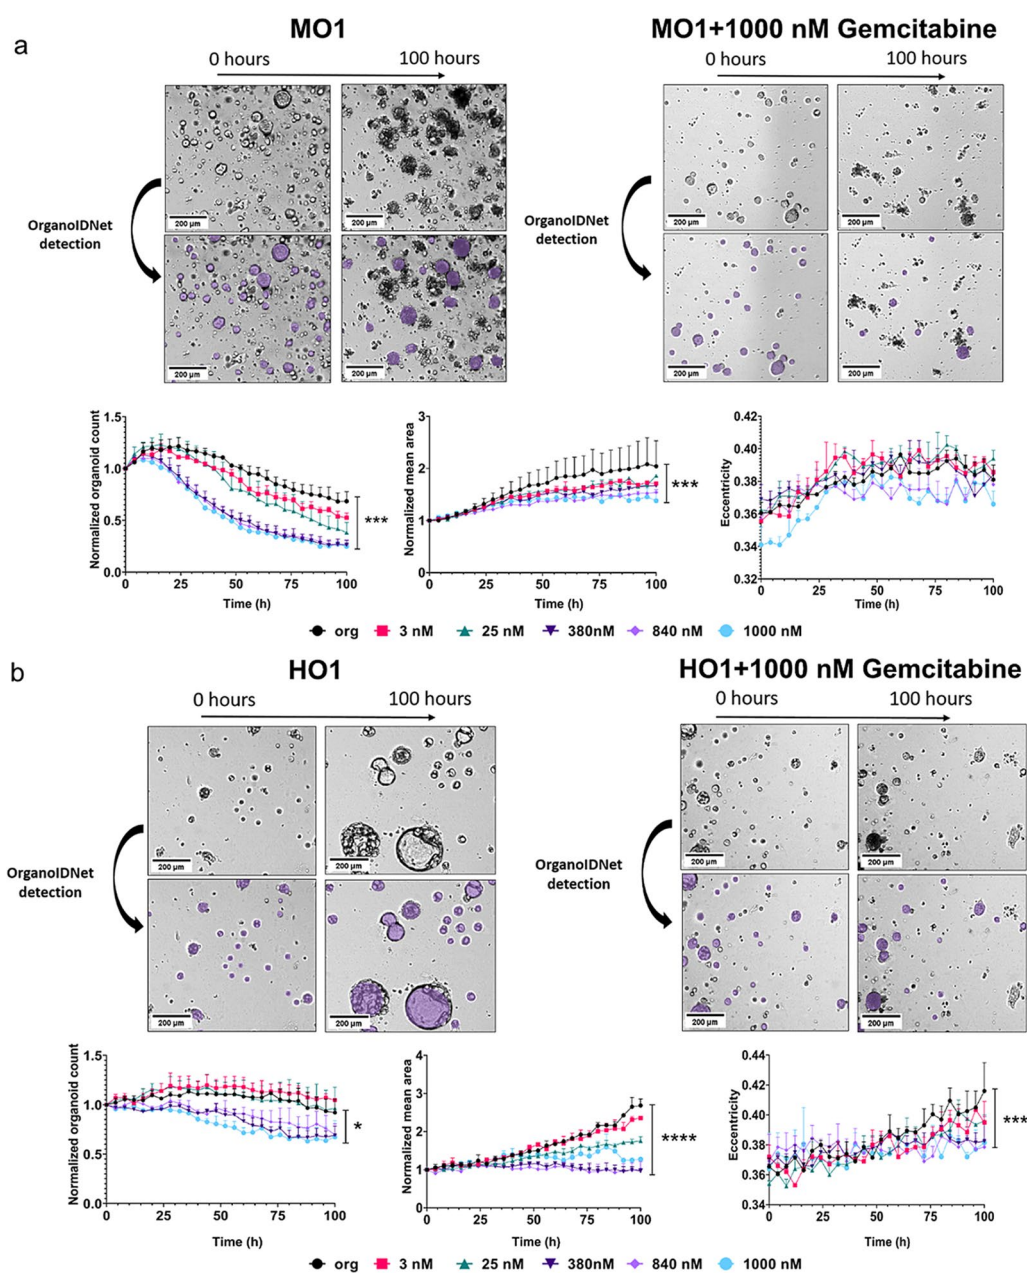 a
MO1
MO1+1000 nM Gemcitabine
0 hours
100 hours
0 hours
100 hours
OrganoIDNet
detection
OrganoIDNet
detection
200 µm
200 µm
200 µm
200 µm
200 µm
200 µm
200 µm
200 µm
Normalized organoid count
1.5
1.0
0.5
0.0
0
25
50
75
100
Time (h)
***
Normalized mean area
3
2
1
0
0
25
50
75
100
Time (h)
***
Eccentricity
0.42
0.40
0.38
0.36
0.34
0.32
0
25
50
75
100
Time (h)
org 3 nM 25 nM 380nM 840 nM 1000 nM
b
HO1
HO1+1000 nM Gemcitabine
0 hours
100 hours
0 hours
100 hours
OrganoIDNet
detection
OrganoIDNet
detection
200 µm
200 µm
200 µm
200 µm
200 µm
200 µm
200 µm
200 µm
Normalized organoid count
1.5
1.0
0.5
0.0
0
25
50
75
100
Time (h)
*
Normalized mean area
4
3
2
1
0
0
25
50
75
100
Time (h)
****
Eccentricity
0.44
0.42
0.40
0.38
0.36
0.34
0
25
50
75
100
Time (h)
***
org 3 nM 25 nM 380nM 840 nM 1000 nM